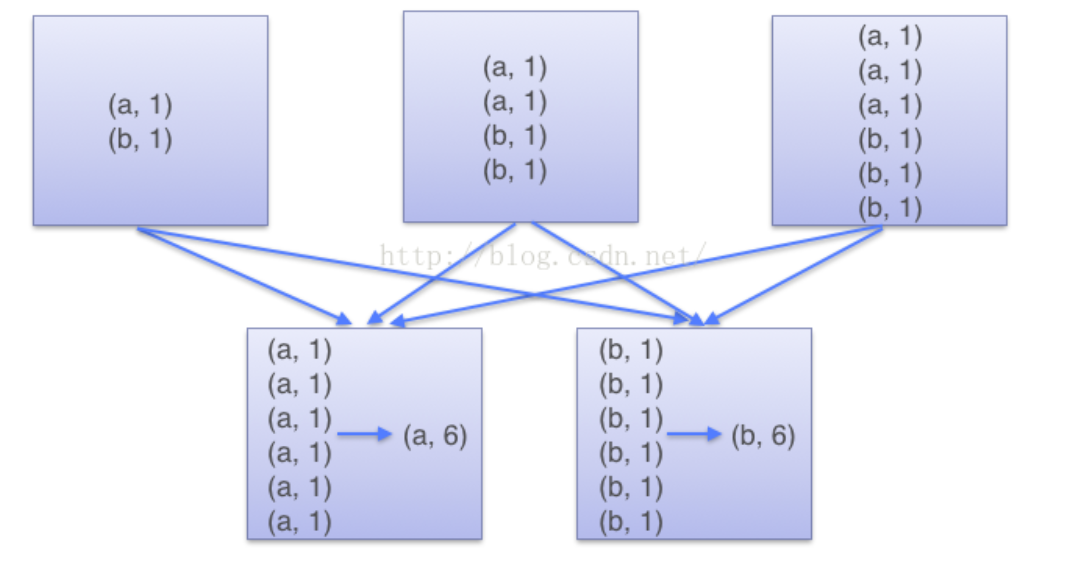 (a, 1)
(b, 1)
(a, 1)
(a, 1)
(b, 1)
(b, 1)
(a, 1)
(a, 1)
(a, 1)
(b, 1)
(b, 1)
(b, 1)
http://blog.csdn.net/
(a, 1)
(a, 1)
(a, 1)
(a, 1)
(a, 1)
(a, 1)
(a, 6)
(b, 1)
(b, 1)
(b, 1)
(b, 1)
(b, 1)
(b, 1)
(b, 6)